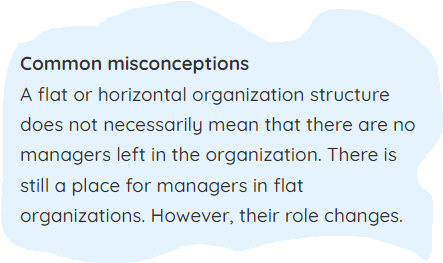 Common misconceptions
A flat or horizontal organization structure
does not necessarily mean that there are no
managers left in the organization. There is
still a place for managers in flat
organizations. However, their role changes.